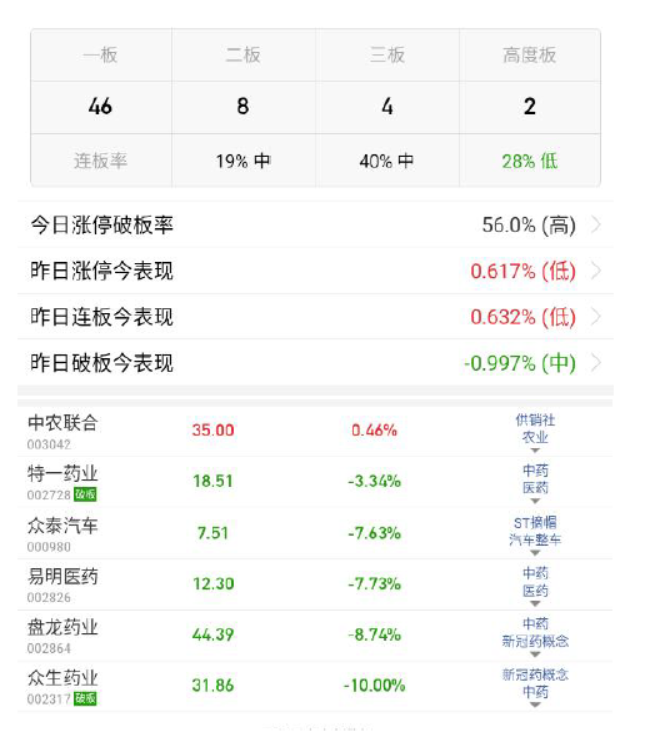 一板 二板 三板 高度板
46 8 4 2
连板率 19% 中 40% 中 28% 低
今日涨停破板率 56.0% (高)
昨日涨停今表现 0.617% (低)
昨日连板今表现 0.632% (低)
昨日破板今表现 -0.997% (中)
中农联合 35.00 0.46% 供销社
003042 农业
特一药业 18.51 -3.34% 中药
002728 破板 医药
众泰汽车 7.51 -7.63% ST摘帽
000980 汽车整车
易明医药 12.30 -7.73% 中药
002826 医药
盘龙药业 44.39 -8.74% 中药
002864 新冠药概念
众生药业 31.86 -10.00% 新冠药概念
002317 破板 中药